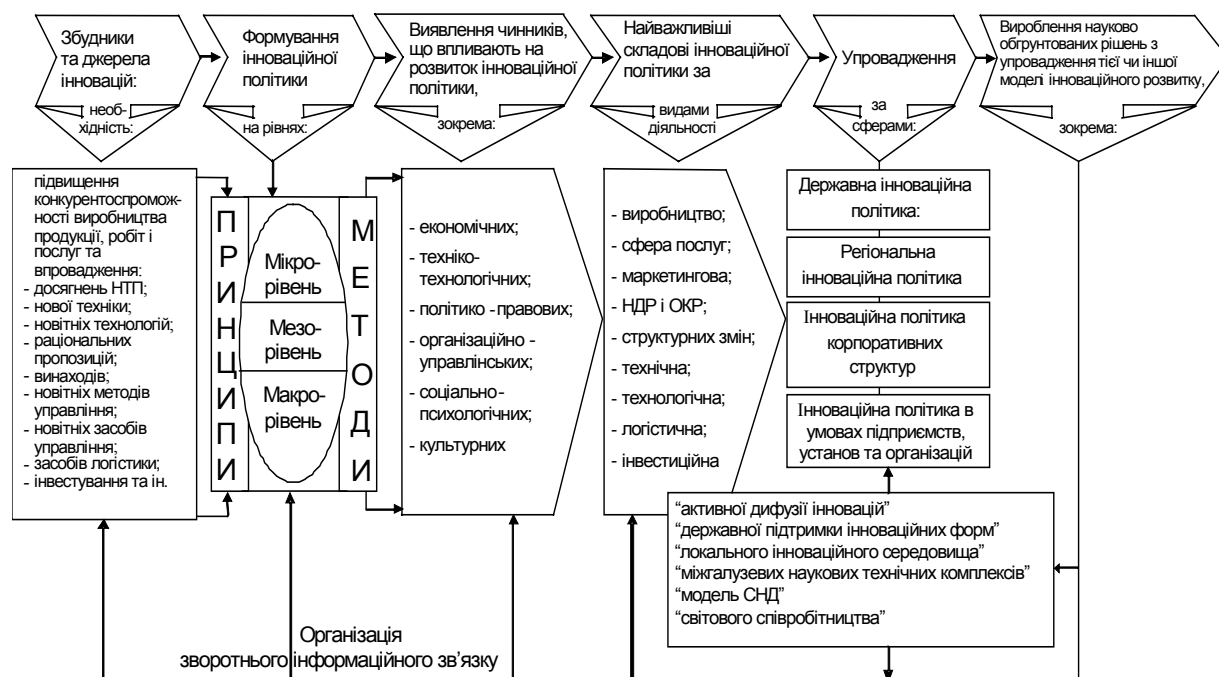 Збудники
та джерела
інновацій:
необ-
хідність:
Формування
інноваційної
політики
на рівнях:
Виявлення чинників,
що впливають на
розвиток інноваційної
політики,
зокрема:
Найважливіші
складові інноваційної
політики за
видами
діяльності
Упровадження
за
сферами:
Вироблення науково
обгрунтованих рішень з
упровадження тієї чи іншої
моделі інноваційного розвитку,
зокрема:
підвищення
конкурентоспромож-
ності виробництва
продукції, робіт і
послуг та
впровадження:
- досягнень НТП;
- нової техніки;
- новітніх технологій;
- раціональних
пропозицій;
- винаходів;
- новітніх методів
управління;
- новітніх засобів
управління;
- засобів логістики;
- інвестування та ін.
ПРИНЦИПИ
Мікро-
рівень
Мезо-
рівень
Макро-
рівень
МЕТОДИ
- економічних;
- техніко-
технологічних;
- політико - правових;
- організаційно -
управлінських;
- соціально-
психологічних;
- культурних
- виробництво;
- сфера послуг;
- маркетингова;
- НДР і ОКР;
- структурних змін;
- технічна;
- технологічна;
- логістична;
- інвестиційна
Державна інноваційна
політика:
Регіональна
інноваційна політика
Інноваційна політика
корпоративних
структур
Інноваційна політика в
умовах підприємств,
установ та організацій
“активної дифузії інновацій”
“державної підтримки інноваційних форм”
“локального інноваційного середовища”
“міжгалузевих наукових технічних комплексів”
“модель СНД”
“світового співробітництва”
Організація
зворотнього інформаційного зв’язку